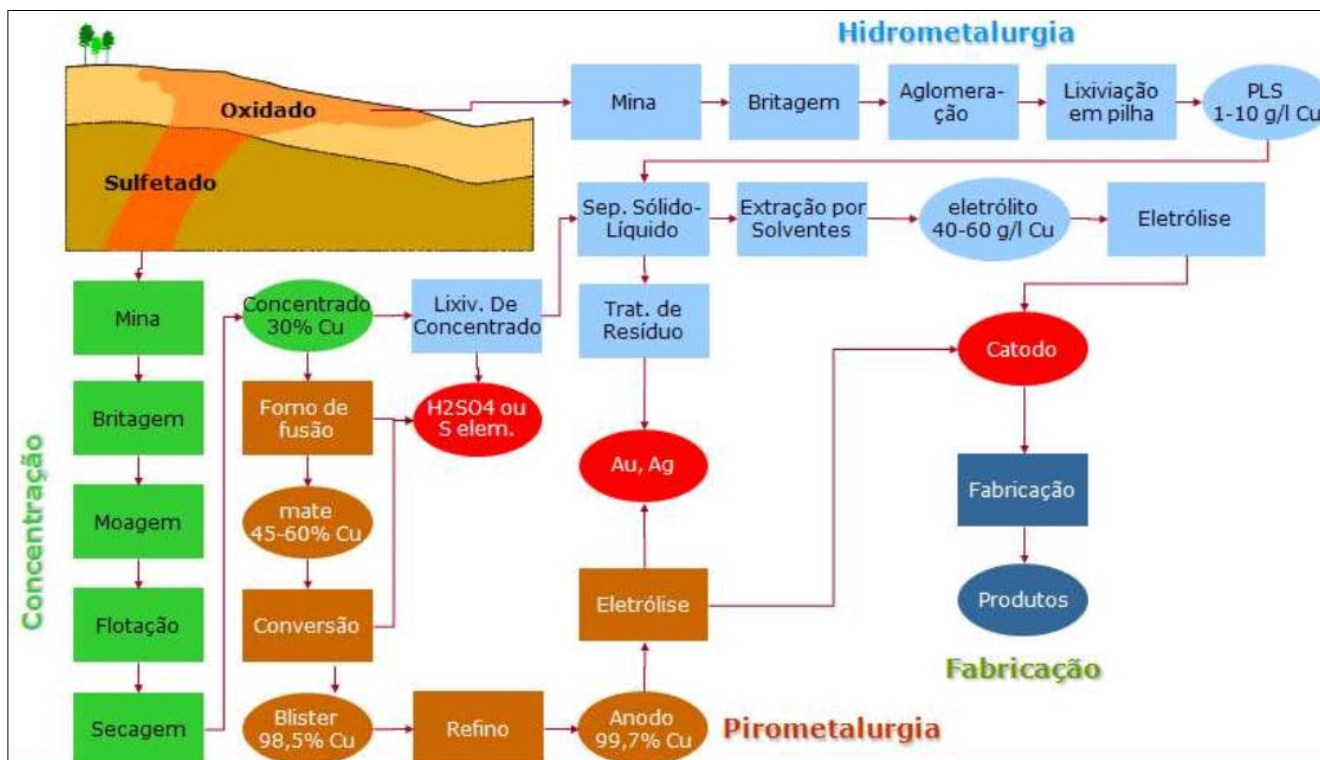 Hidrometalurgia
Oxidado
Sulfetado
Mina
Britagem
Aglomera-
ção
Lixiviação
em pilha
PLS
1-10 g/l Cu
Sep. Sólido-
Líquido
Extração por
Solventes
eletrólito
40-60 g/l Cu
Eletrólise
Mina
Concentrado
30% Cu
Lixiv. De
Concentrado
Trat. de
Resíduo
Catodo
Britagem
Forno de
fusão
H2SO4 ou
S elem.
Au, Ag
Concentração
Moagem
mate
45-60% Cu
Fabricação
Flotação
Conversão
Eletrólise
Produtos
Fabricação
Secagem
Blister
98,5% Cu
Refino
Anodo
99,7% Cu
Pirometalurgia